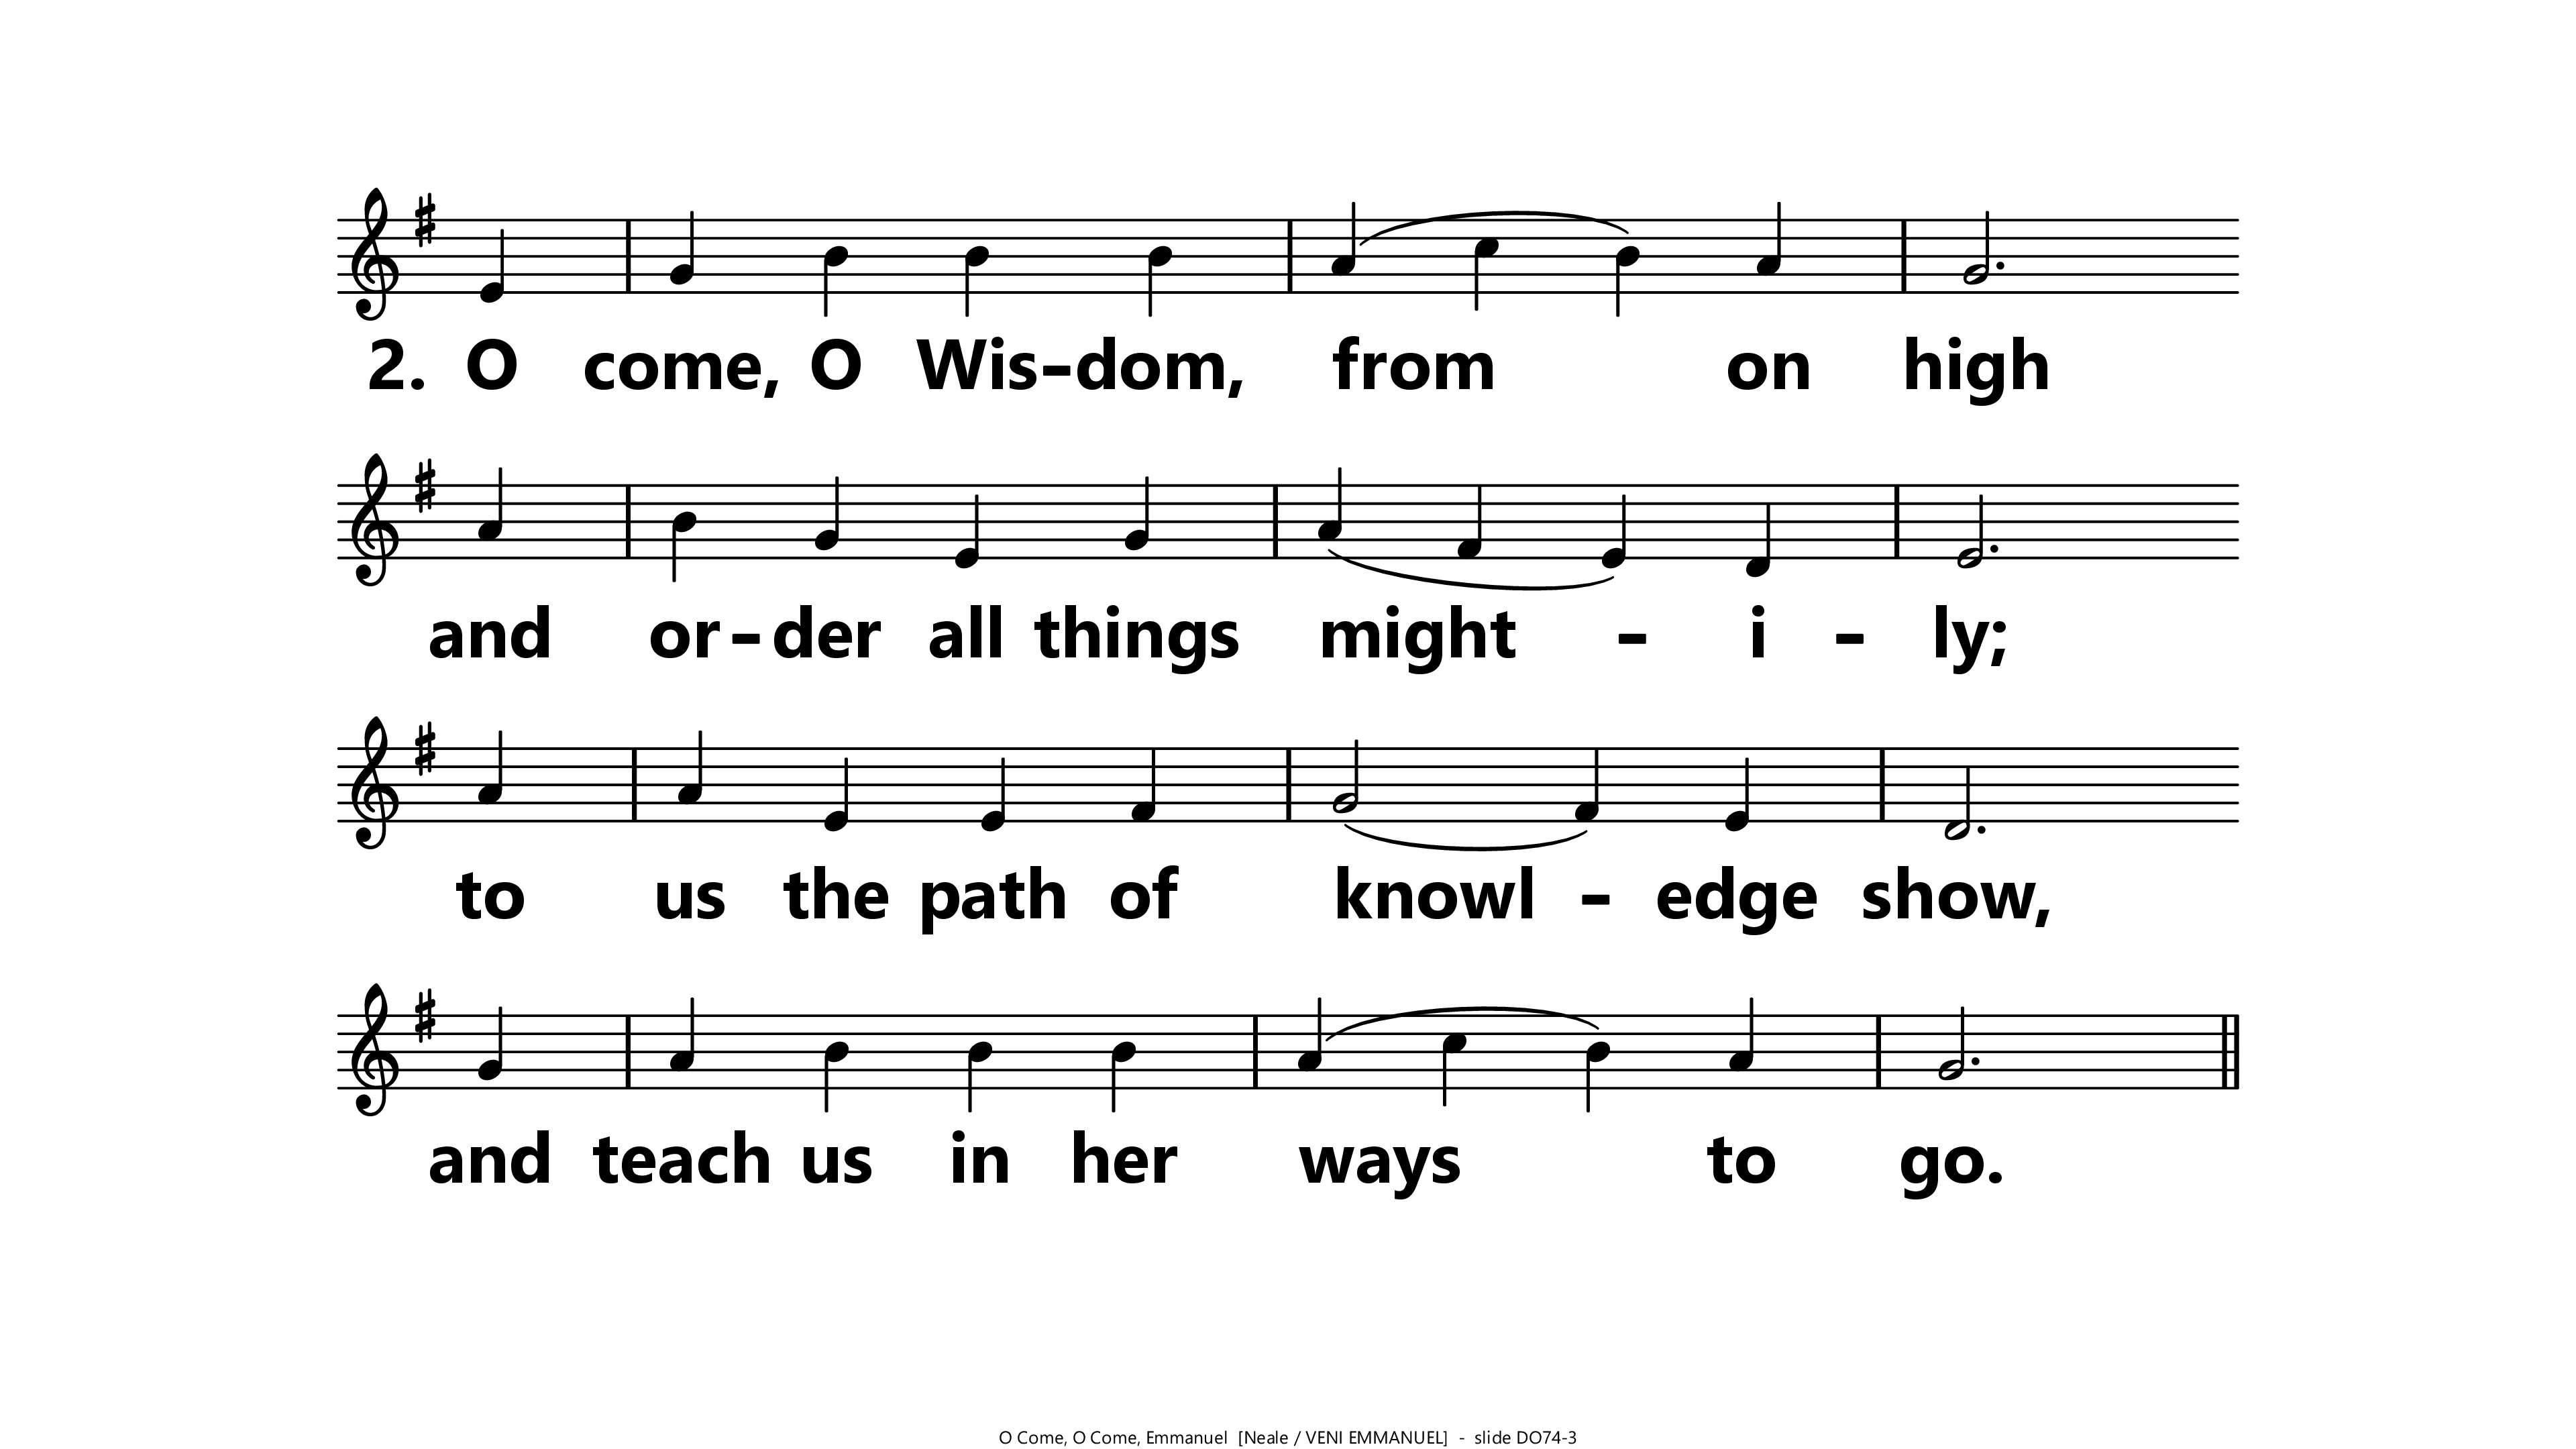 2. O come, O Wis-dom, from on high
and or-der all things might - i - ly;
to us the path of knowl - edge show,
and teach us in her ways to go.
O Come, O Come, Emmanuel [Neale / VENI EMMANUEL] - slide DO74-3